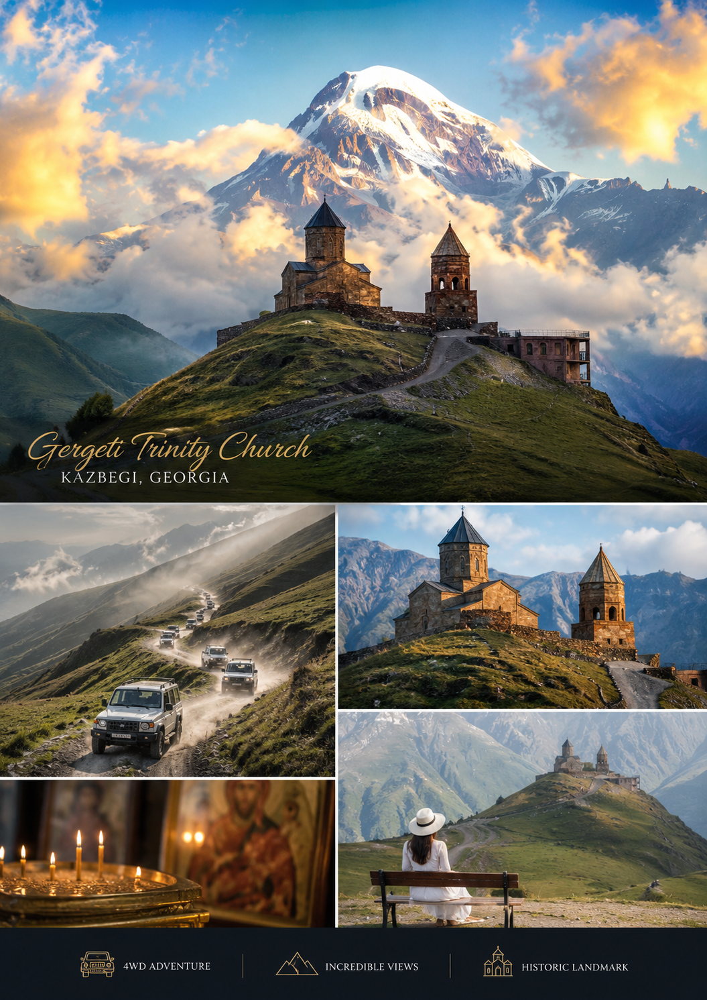 Gergeti Trinity Church
KAZBEGI, GEORGIA
4WD ADVENTURE
INCREDIBLE VIEWS
HISTORIC LANDMARK